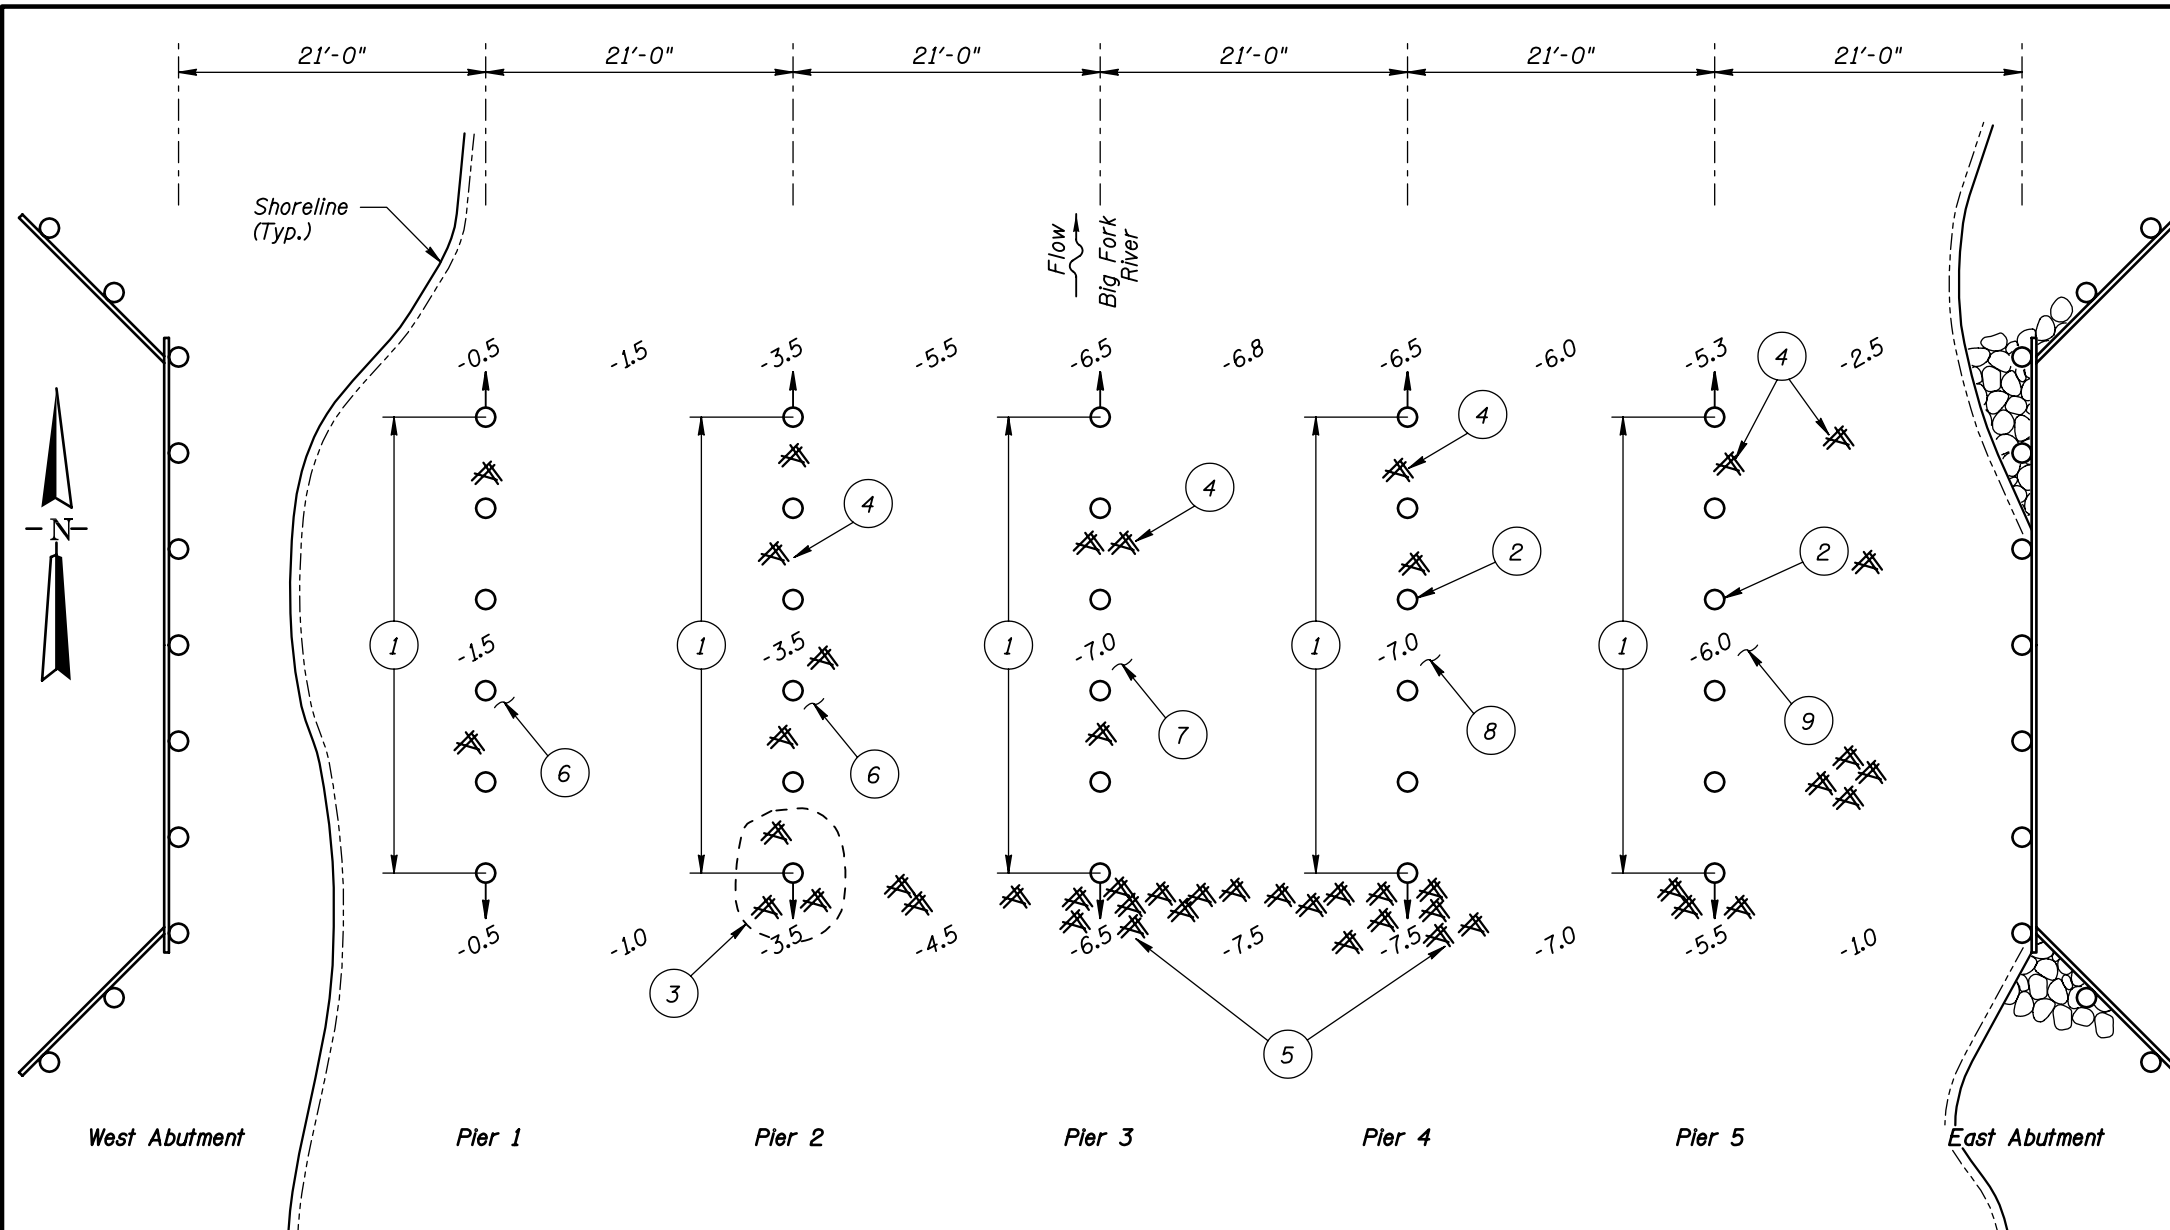 21'-0" 21'-0" 21'-0" 21'-0" 21'-0" 21'-0"
Shoreline
(Typ.)
Flow
Big Fork
River
-0.5 -1.5 -3.5 -5.5 -6.5 -6.8 -6.5 -6.0 -5.3 4 -2.5
4
4
4
N
2
2
1 -1.5 1 -3.5 1 -7.0 1 -7.0 1 -6.0
6
6
7
8
9
-0.5 -1.0 -3.5 -4.5 -6.5 -7.5 -7.5 -7.0 -5.5 -1.0
3
5
West Abutment Pier 1 Pier 2 Pier 3 Pier 4 Pier 5 East Abutment